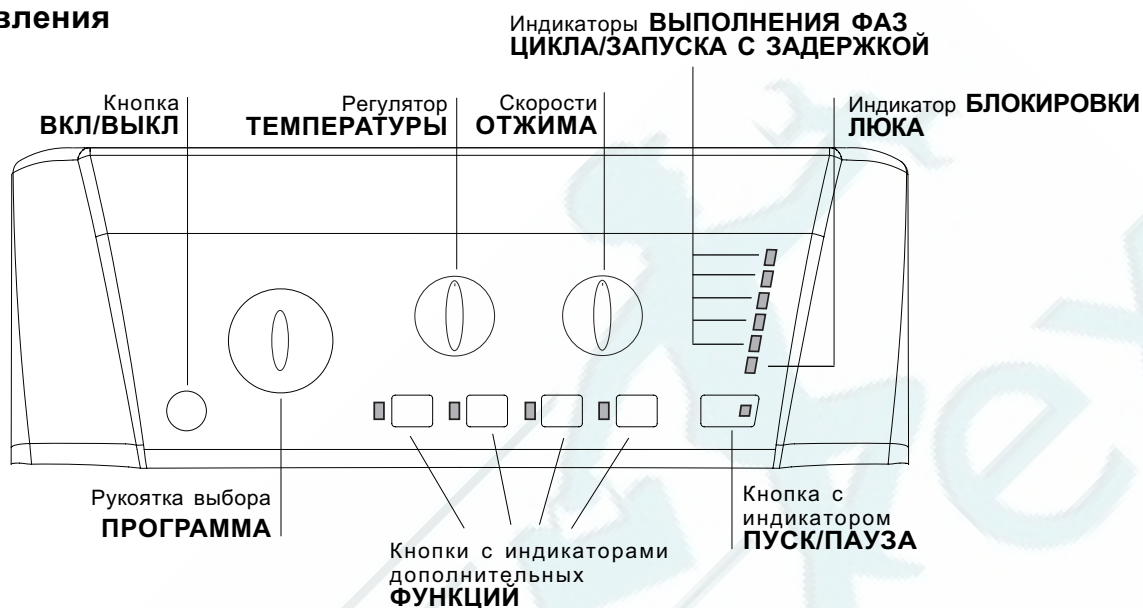 вления
Индикаторы ВЫПОЛНЕНИЯ ФАЗ
ЦИКЛА/ЗАПУСКА С ЗАДЕРЖКОЙ
Кнопка
ВКЛ/ВЫКЛ
Регулятор
ТЕМПЕРАТУРЫ
Скорости
ОТЖИМА
Индикатор БЛОКИРОВКИ
ЛЮКА
Рукоятка выбора
ПРОГРАММА
Кнопки с индикаторами
дополнительных
ФУНКЦИЙ
Кнопка с
индикатором
ПУСК/ПАУЗА